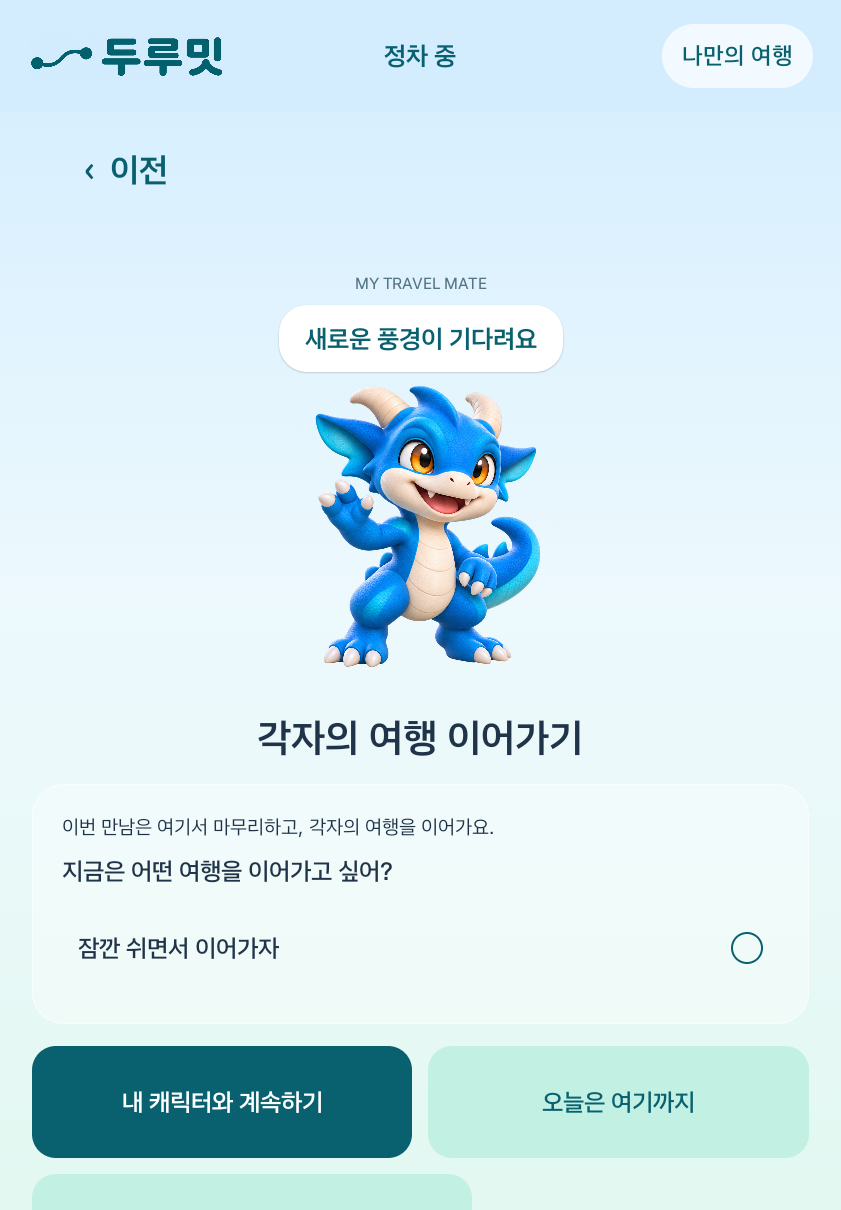 두루밋
정차 중
나만의 여행
‹ 이전
MY TRAVEL MATE
새로운 풍경이 기다려요
각자의 여행 이어가기
이번 만남은 여기서 마무리하고, 각자의 여행을 이어가요.
지금은 어떤 여행을 이어가고 싶어?
잠깐 쉬면서 이어가자
내 캐릭터와 계속하기
오늘은 여기까지